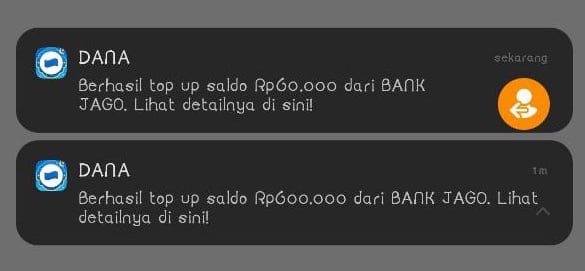 DANA
sekarang
Berhasil top up saldo Rp60.000 dari BANK
JAGO. Lihat detailnya di sini!
DANA
1m
Berhasil top up saldo Rp600.000 dari BANK JAGO. Lihat
detailnya di sini!